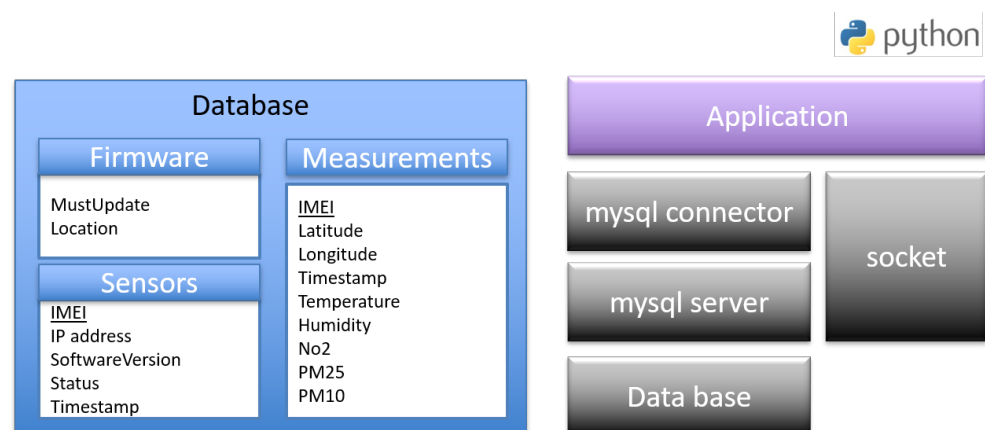 python
Database
Firmware
MustUpdate
Location
Sensors
IMEI
IP address
SoftwareVersion
Status
Timestamp
Measurements
IMEI
Latitude
Longitude
Timestamp
Temperature
Humidity
No2
PM25
PM10
Application
mysql connector
socket
mysql server
Data base